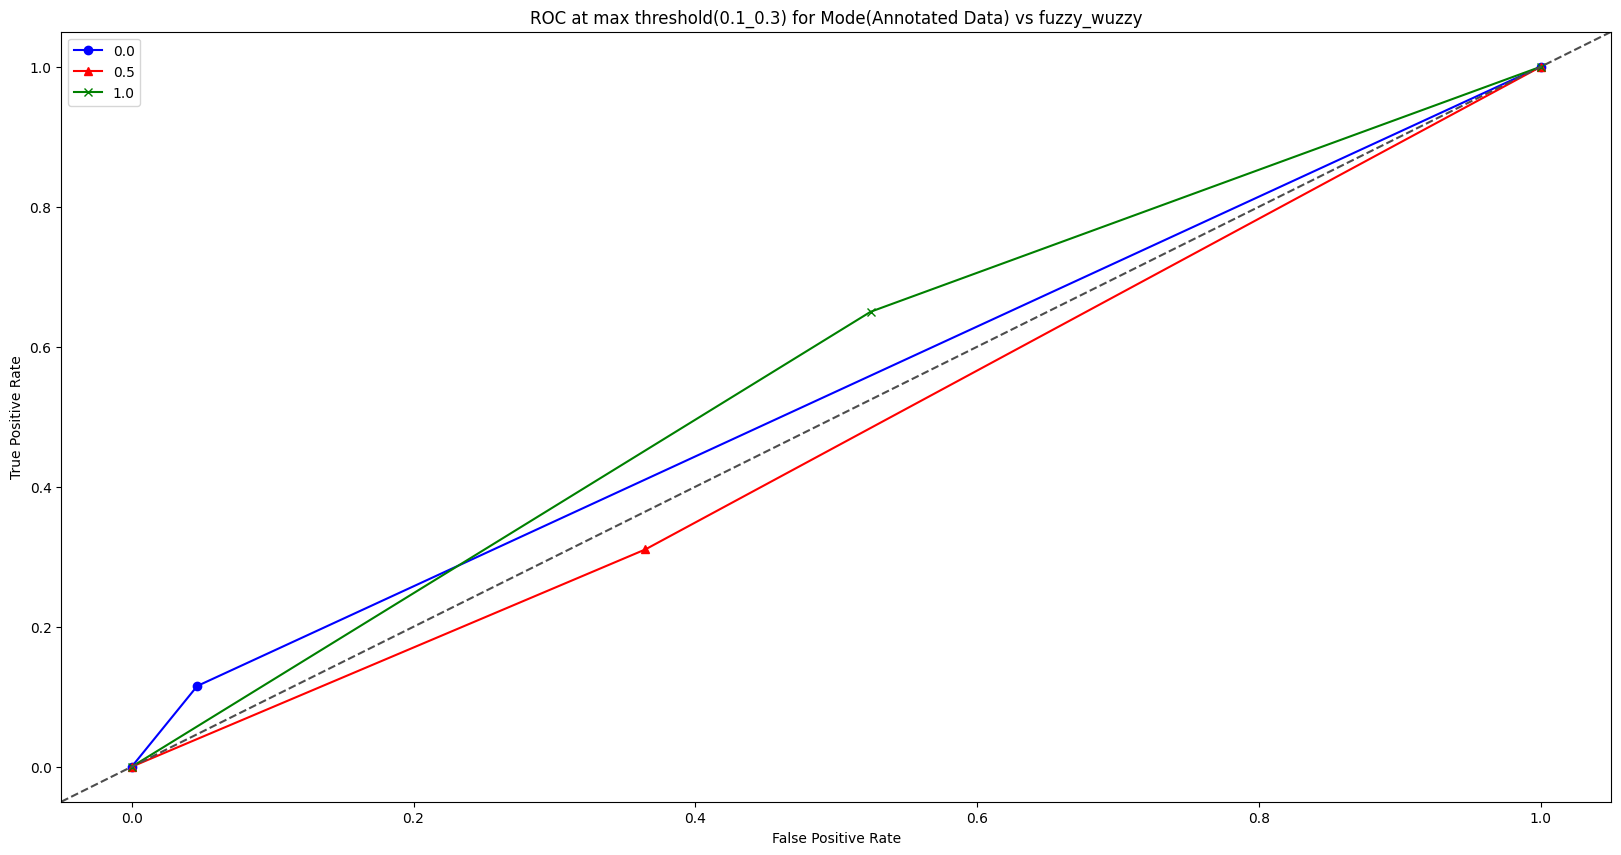 ROC at max threshold(0.1_0.3) for Mode(Annotated Data) vs fuzzy_wuzzy
0.0
0.5
1.0
1.0
0.8
0.6
0.4
0.2
0.0
True Positive Rate
0.0 0.2 0.4 0.6 0.8 1.0
False Positive Rate